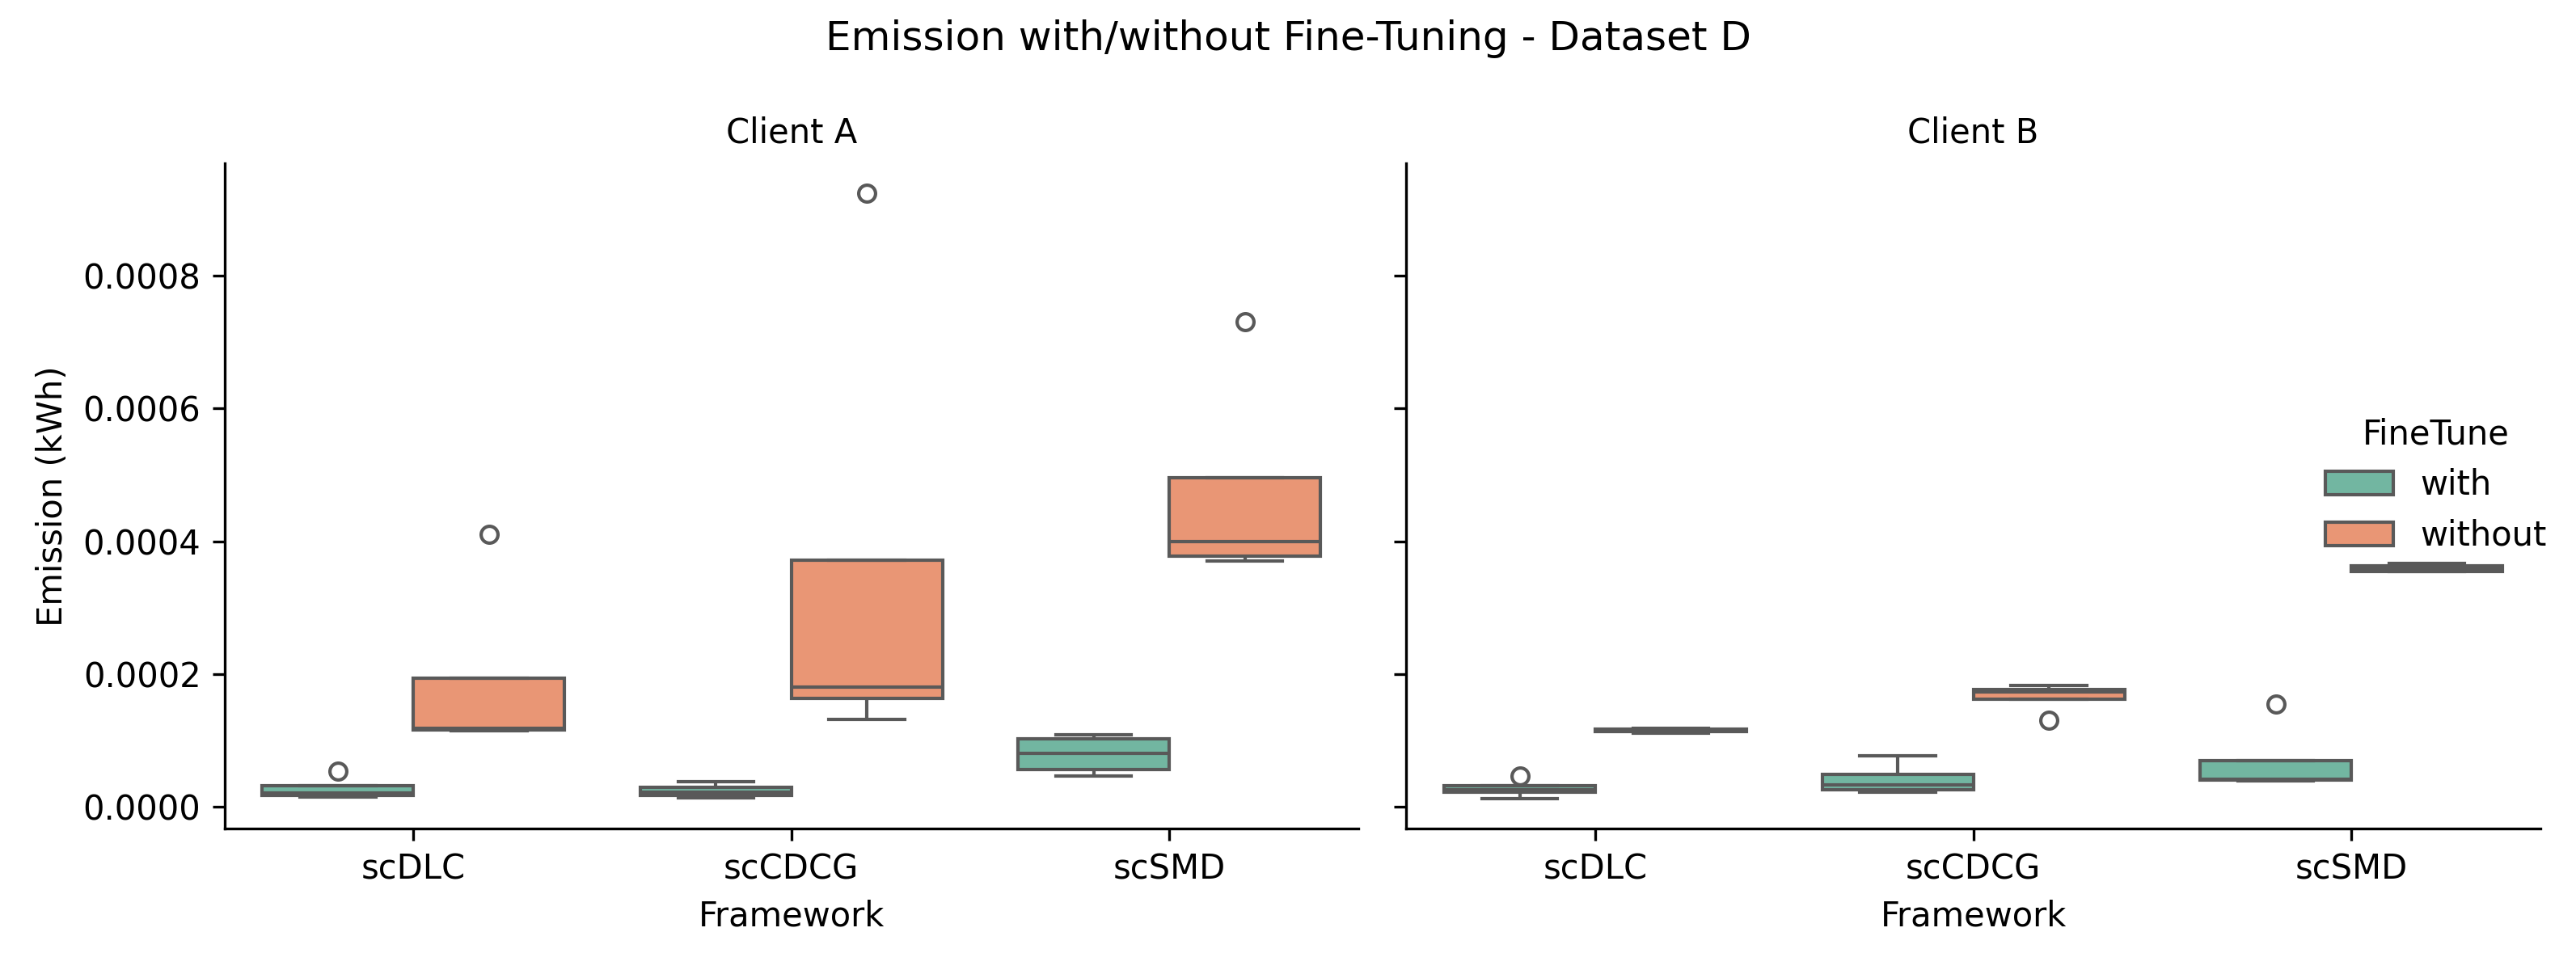 Emission with/without Fine-Tuning - Dataset D
Client A
Client B
Emission (kWh)
0.0008
0.0006
0.0004
0.0002
0.0000
FineTune
with
without
scDLC
scCDCG
scSMD
scDLC
scCDCG
scSMD
Framework
Framework